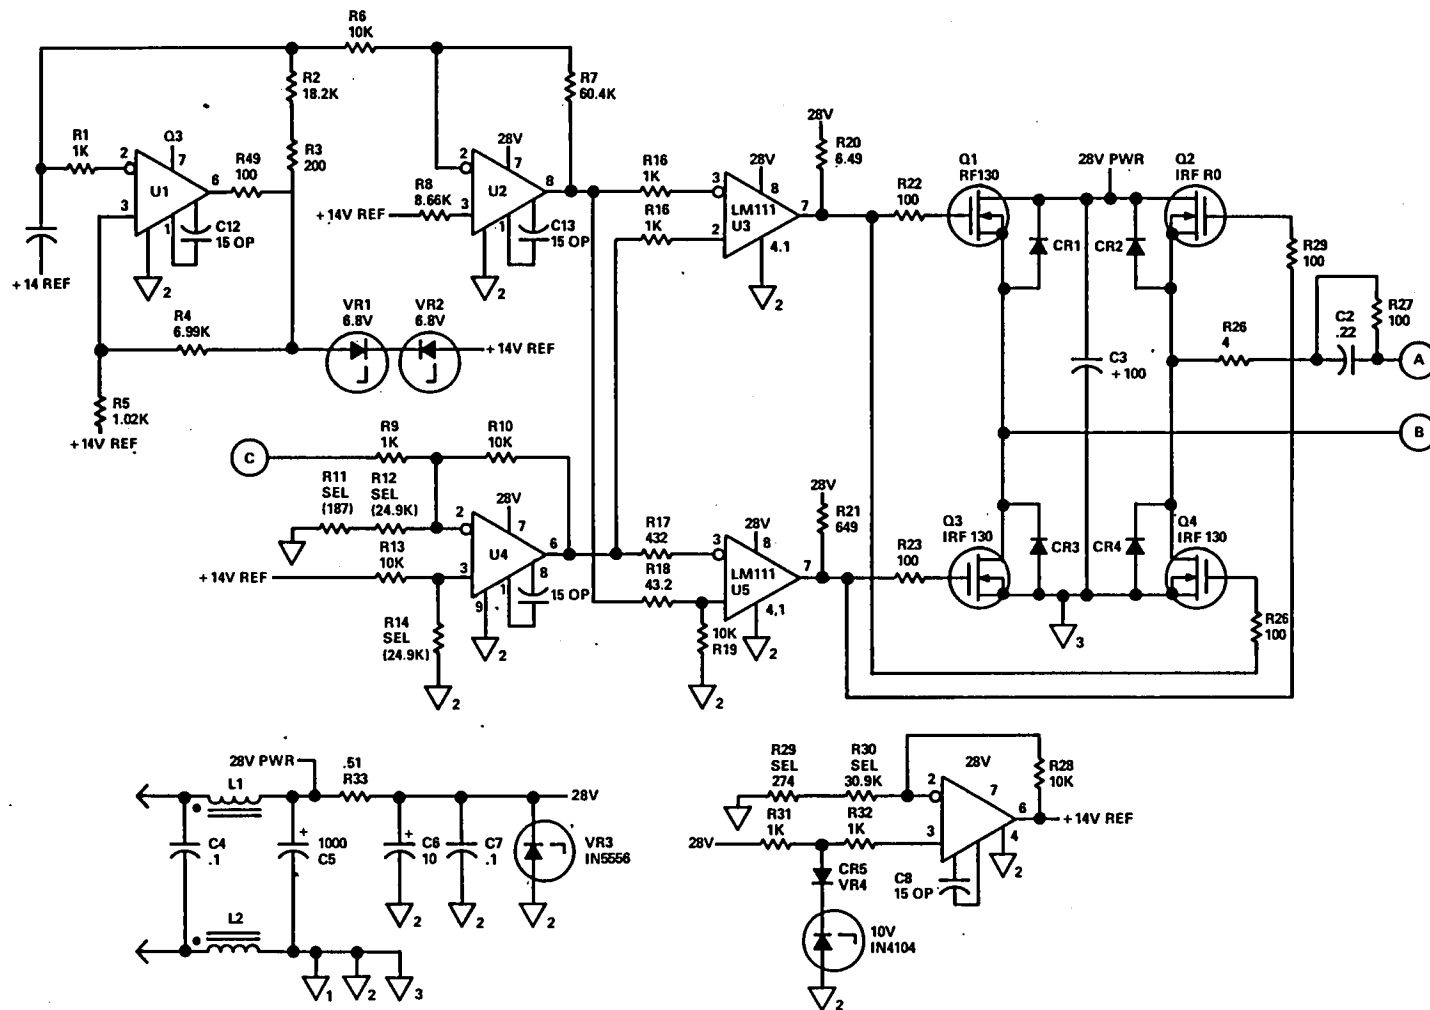 R6
10K
R2
18.2K
R7
60.4K
R1
1K
Q3
2
7
U1
6
3
1
R49
100
R3
200
C12
15 OP
2
+ 14 REF
28V
2
7
U2
8
3
1
R8
8.66K
+14V REF
C13
15 OP
2
R4
6.99K
VR1
6.8V
VR2
6.8V
+14V REF
R5
1.02K
+14V REF
R16
1K
R16
1K
28V
3
8
LM111
U3
7
2
4.1
2
28V
R20
6.49
R22
100
Q1
RF130
28V PWR
Q2
IRF R0
CR1
CR2
R29
100
C3
+ 100
R26
4
C2
.22
R27
100
A
B
C
R9
1K
R10
10K
R11
SEL
(187)
R12
SEL
(24.9K)
28V
2
7
U4
6
3
8
1
9
15 OP
2
R13
10K
+14V REF
R14
SEL
(24.9K)
2
R17
432
R18
43.2
28V
3
8
LM111
U5
7
4,1
2
10K
R19
2
28V
R21
649
R23
100
Q3
IRF 130
CR3
CR4
Q4
IRF 130
3
R26
100
28V PWR
.51
R33
28V
L1
C4
.1
1000
C5
+
C6
10
+
C7
.1
VR3
IN5556
2
2
2
L2
1
2
3
R29
SEL
274
R30
SEL
30.9K
28V
2
7
6
3
4
R28
10K
+14V REF
2
R31
1K
R32
1K
28V
CR5
VR4
C8
15 OP
10V
IN4104
2